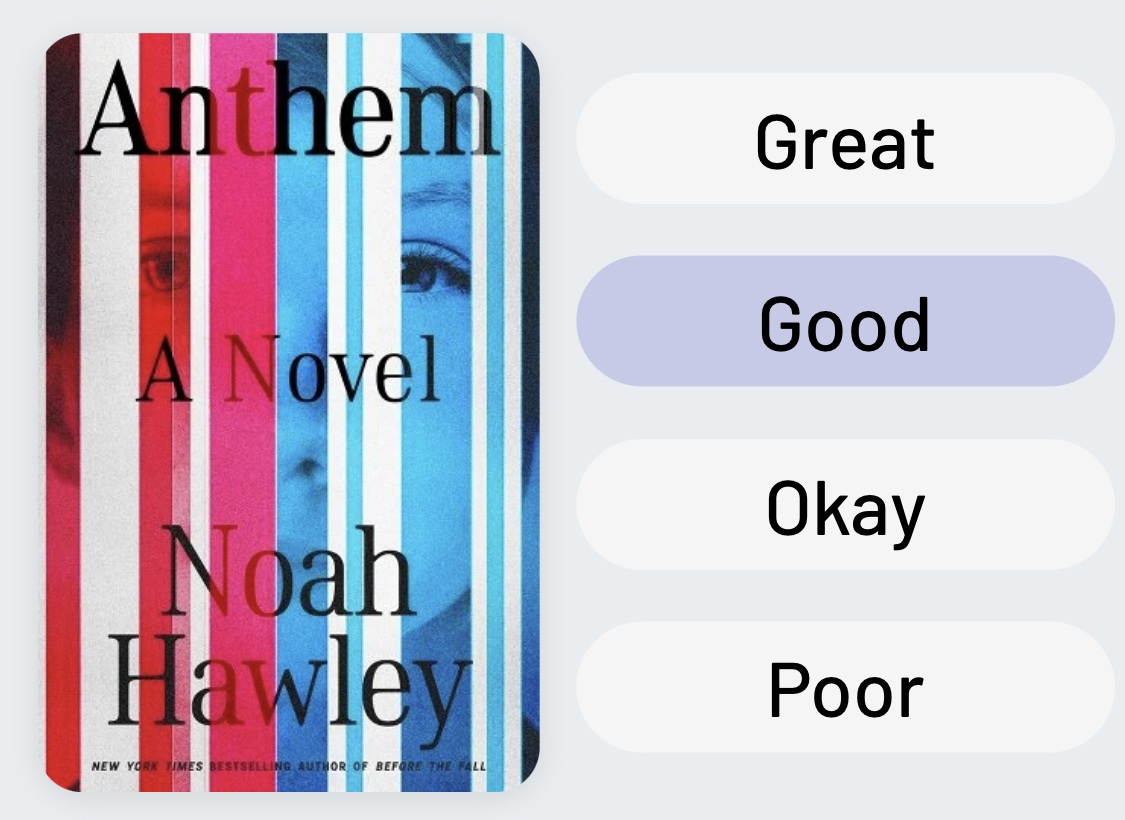 Anthem
A Novel
Noah
Hawley
NEW YORK TIMES BESTSELLING AUTHOR OF BEFORE THE FALL
Great
Good
Okay
Poor